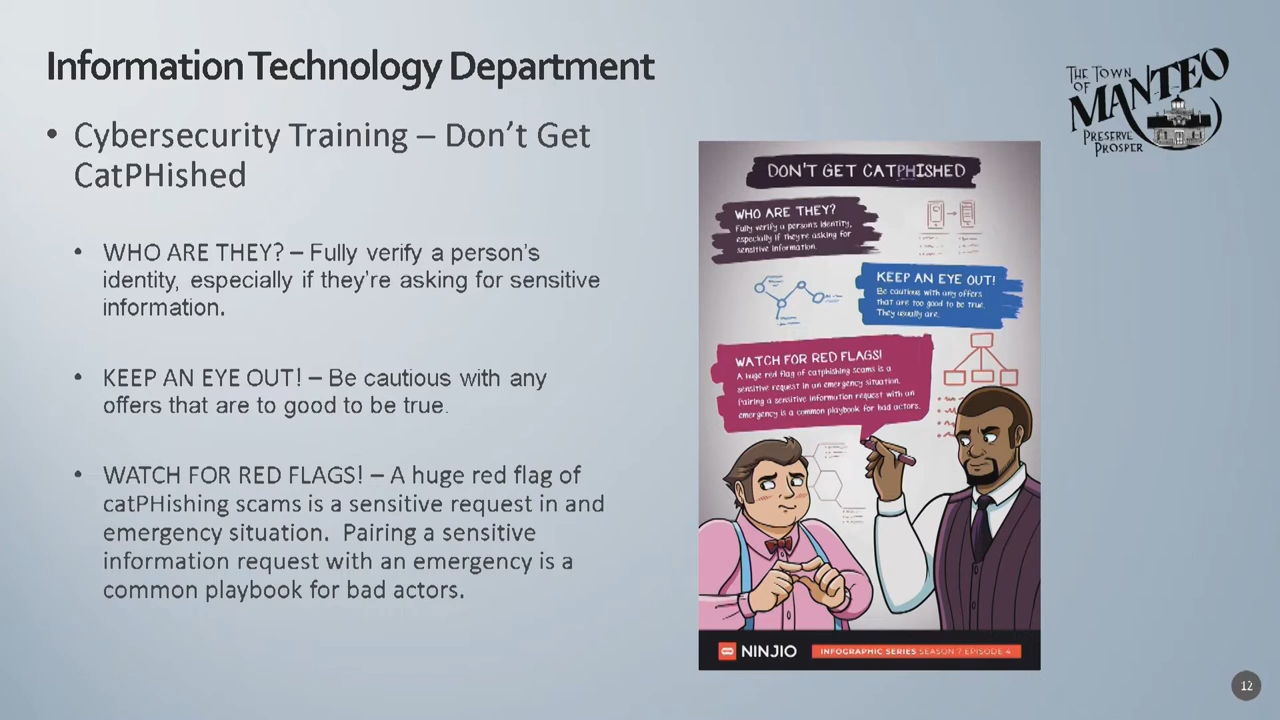 Information Technology Department
• Cybersecurity Training – Don't Get
CatPHished
• WHO ARE THEY? – Fully verify a person's
identity, especially if they're asking for sensitive
information.
• KEEP AN EYE OUT! – Be cautious with any
offers that are to good to be true.
• WATCH FOR RED FLAGS! – A huge red flag of
catPHishing scams is a sensitive request in and
emergency situation. Pairing a sensitive
information request with an emergency is a
common playbook for bad actors.
THE TOWN
OF
MANTEO
PRESERVE
PROSPER
DON'T GET CATPHISHED
WHO ARE THEY?
Fully verify a person's identity,
especially if they're asking for
sensitive information.
KEEP AN EYE OUT!
Be cautious with any offers
that are too good to be true.
They usually are.
WATCH FOR RED FLAGS!
A huge red flag of catphishing scams is a
sensitive request in an emergency situation.
Pairing a sensitive information request with an
emergency is a common playbook for bad actors.
NINJIO
INFOGRAPHIC SERIES SEASON 7 EPISODE 4
12